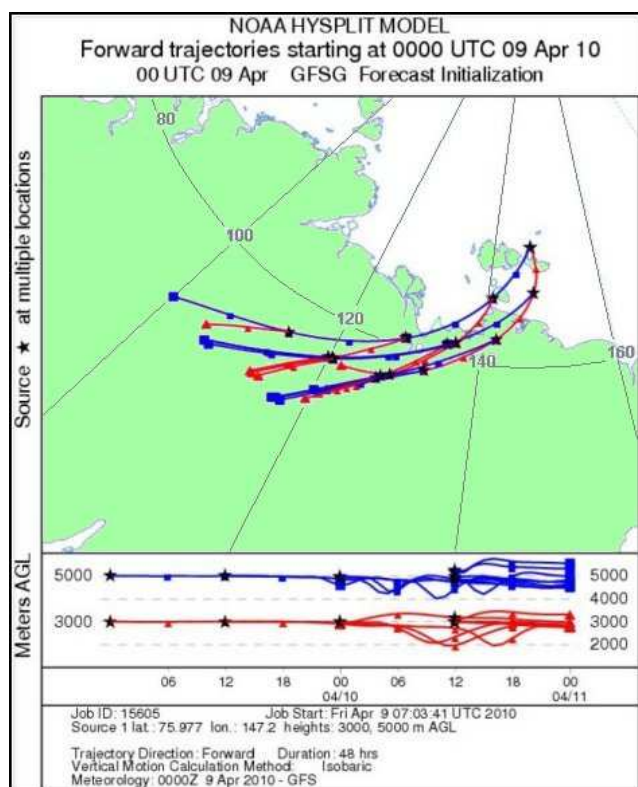 NOAA HYSPLIT MODEL
Forward trajectories starting at 0000 UTC 09 Apr 10
00 UTC 09 Apr GFSG Forecast Initialization
Source ★ at multiple locations
80
100
120
140
160
Meters AGL
5000
3000
5000
4000
3000
2000
06 12 18 00 06 12 18 00
04/10 04/11
Job ID: 15605 Job Start: Fri Apr 9 07:03:41 UTC 2010
Source 1 lat.: 75.977 lon.: 147.2 heights: 3000, 5000 m AGL
Trajectory Direction: Forward Duration: 48 hrs
Vertical Motion Calculation Method: Isobaric
Meteorology: 0000Z 9 Apr 2010 - GFS